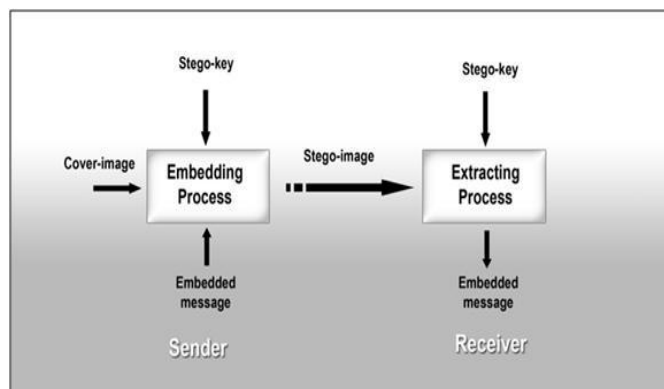 Stego-key
Stego-key
Cover-image
Embedding
Process
Stego-image
Extracting
Process
Embedded
message
Embedded
message
Sender
Receiver